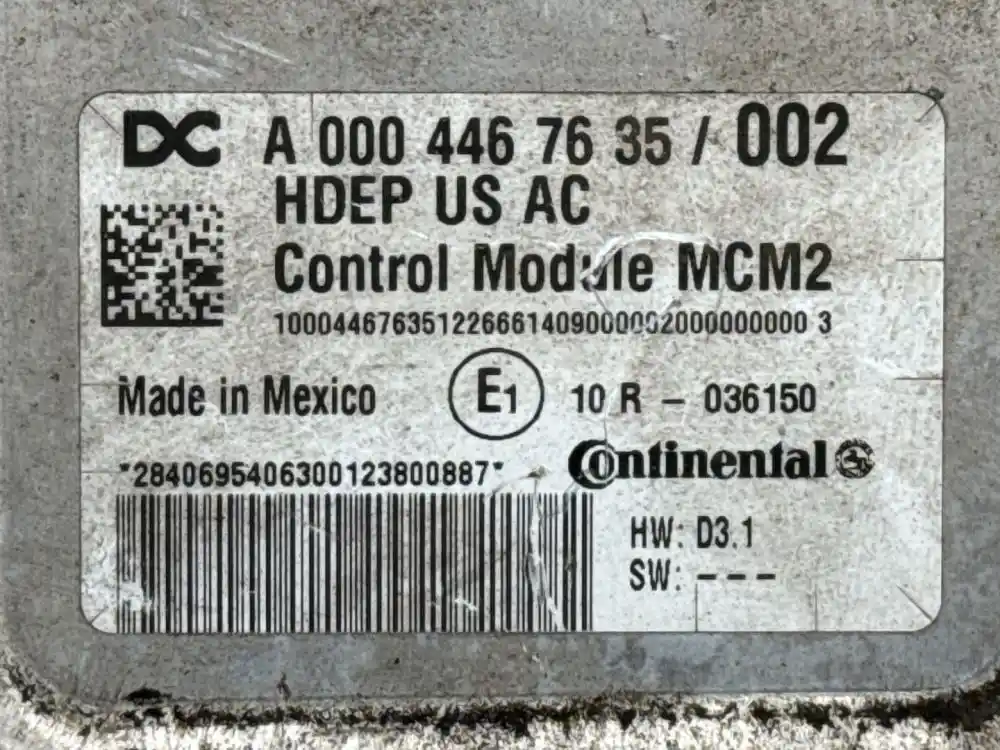 DC A 000 446 76 35 / 002
HDEP US AC
Control Module MCM2
100044676351226661409000002000000000 3
Made in Mexico E1 10 R - 036150
*2840695406300123800887*
Continental
HW: D3.1
SW: ---